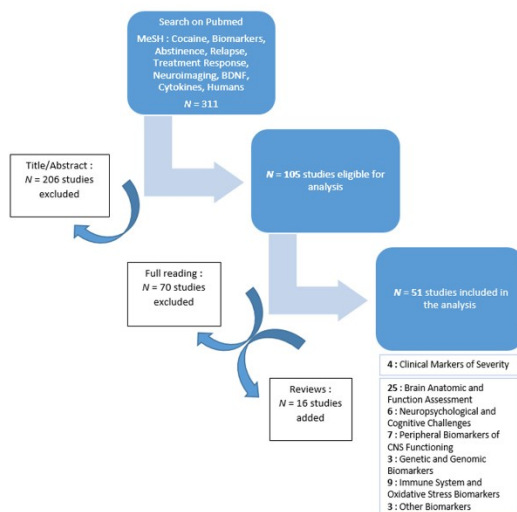 Search on Pubmed
MeSH : Cocaine, Biomarkers,
Abstinence, Relapse,
Treatment Response,
Neuroimaging, BDNF,
Cytokines, Humans
N = 311
Title/Abstract :
N = 206 studies
excluded
N = 105 studies eligible for
analysis
Full reading :
N = 70 studies
excluded
N = 51 studies included in
the analysis
Reviews :
N = 16 studies
added
4 : Clinical Markers of Severity
25 : Brain Anatomic and
Function Assessment
6 : Neuropsychological and
Cognitive Challenges
7 : Peripheral Biomarkers of
CNS Functioning
3 : Genetic and Genomic
Biomarkers
9 : Immune System and
Oxidative Stress Biomarkers
3 : Other Biomarkers